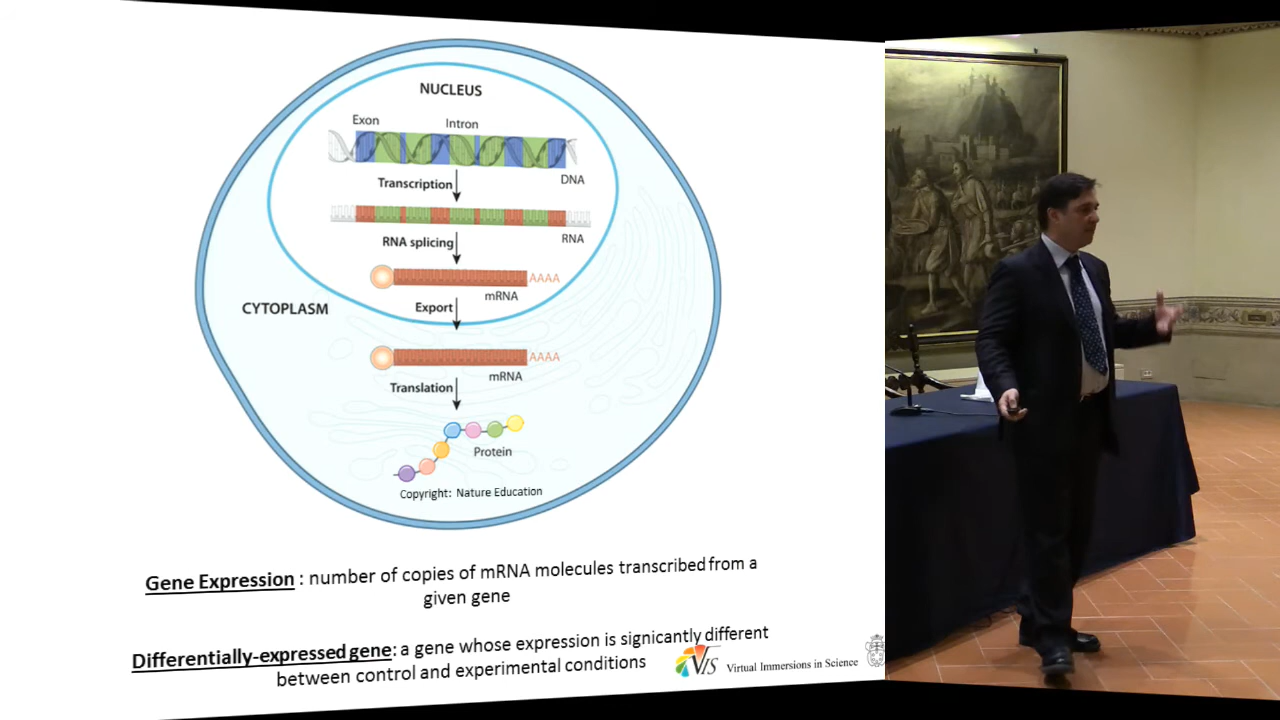 NUCLEUS
Exon
Intron
DNA
Transcription
RNA
RNA splicing
AAAA
mRNA
Export
CYTOPLASM
AAAA
mRNA
Translation
Protein
Copyright: Nature Education
Gene Expression : number of copies of mRNA molecules transcribed from a
given gene
Differentially-expressed gene: a gene whose expression is signicantly different
between control and experimental conditions
VIS Virtual Immersions in Science